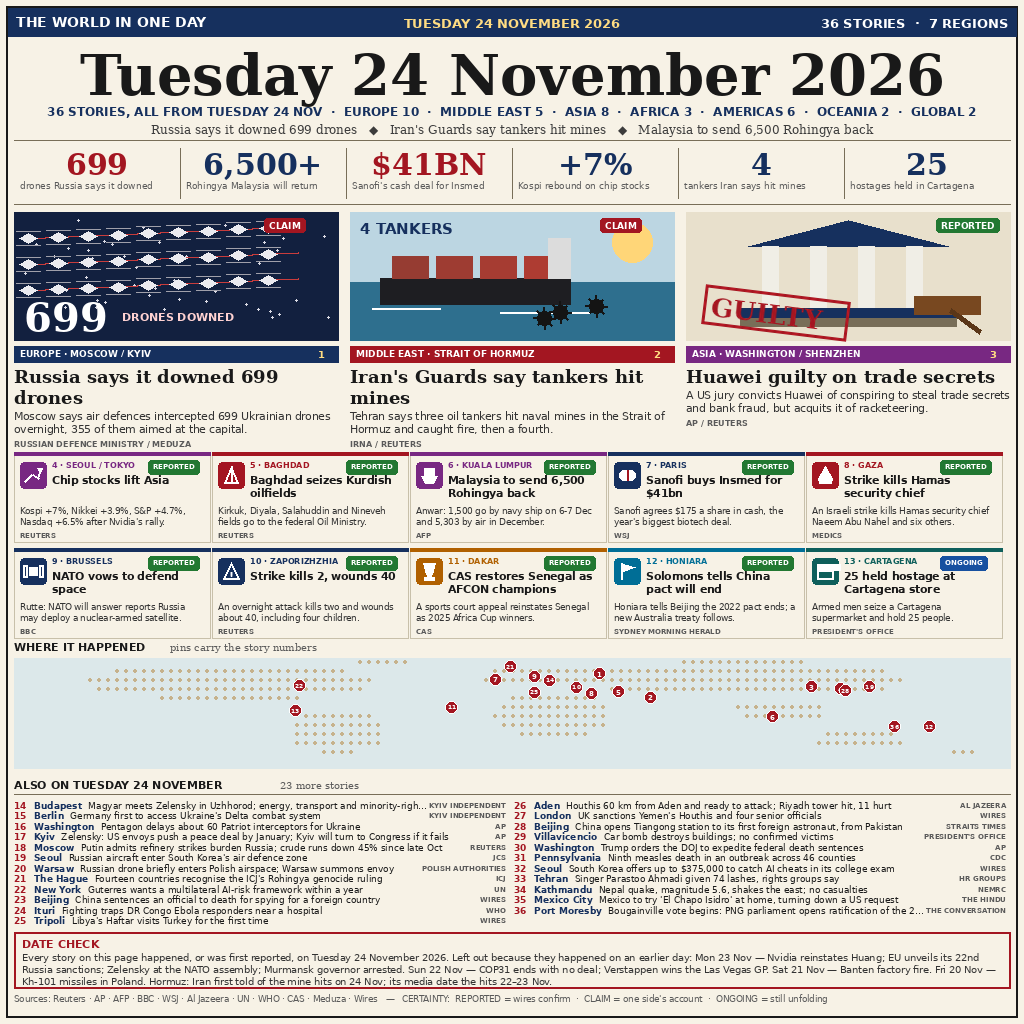 THE WORLD IN ONE DAY
TUESDAY 24 NOVEMBER 2026
36 STORIES · 7 REGIONS
Tuesday 24 November 2026
36 STORIES, ALL FROM TUESDAY 24 NOV · EUROPE 10 · MIDDLE EAST 5 · ASIA 8 · AFRICA 3 · AMERICAS 6 · OCEANIA 2 · GLOBAL 2
Russia says it downed 699 drones ◆ Iran's Guards say tankers hit mines ◆ Malaysia to send 6,500 Rohingya back
699
drones Russia says it downed
6,500+
Rohingya Malaysia will return
$41BN
Sanofi's cash deal for Insmed
+7%
Kospi rebound on chip stocks
4
tankers Iran says hit mines
25
hostages held in Cartagena
CLAIM
699 DRONES DOWNED
EUROPE · MOSCOW / KYIV 1
Russia says it downed 699
drones
Moscow says air defences intercepted 699 Ukrainian drones
overnight, 355 of them aimed at the capital.
RUSSIAN DEFENCE MINISTRY / MEDUZA
4 TANKERS
CLAIM
MIDDLE EAST · STRAIT OF HORMUZ 2
Iran's Guards say tankers hit
mines
Tehran says three oil tankers hit naval mines in the Strait of
Hormuz and caught fire, then a fourth.
IRNA / REUTERS
REPORTED
GUILTY
ASIA · WASHINGTON / SHENZHEN 3
Huawei guilty on trade secrets
A US jury convicts Huawei of conspiring to steal trade secrets
and bank fraud, but acquits it of racketeering.
AP / REUTERS
4 · SEOUL / TOKYO
REPORTED
Chip stocks lift Asia
Kospi +7%, Nikkei +3.9%, S&P +4.7%,
Nasdaq +6.5% after Nvidia's rally.
REUTERS
5 · BAGHDAD
REPORTED
Baghdad seizes Kurdish
oilfields
Kirkuk, Diyala, Salahuddin and Nineveh
fields go to the federal Oil Ministry.
REUTERS
6 · KUALA LUMPUR
REPORTED
Malaysia to send 6,500
Rohingya back
Anwar: 1,500 go by navy ship on 6-7 Dec
and 5,303 by air in December.
AFP
7 · PARIS
REPORTED
Sanofi buys Insmed for
$41bn
Sanofi agrees $175 a share in cash, the
year's biggest biotech deal.
WSJ
8 · GAZA
REPORTED
Strike kills Hamas
security chief
An Israeli strike kills Hamas security chief
Naeem Abu Nahel and six others.
MEDICS
9 · BRUSSELS
REPORTED
NATO vows to defend
space
Rutte: NATO will answer reports Russia
may deploy a nuclear-armed satellite.
BBC
10 · ZAPORIZHZHIA
REPORTED
Strike kills 2, wounds 40
An overnight attack kills two and wounds
about 40, including four children.
REUTERS
11 · DAKAR
REPORTED
CAS restores Senegal as
AFCON champions
A sports court appeal reinstates Senegal
as 2025 Africa Cup winners.
CAS
12 · HONIARA
REPORTED
Solomons tells China
pact will end
Honiara tells Beijing the 2022 pact ends; a
new Australia treaty follows.
SYDNEY MORNING HERALD
13 · CARTAGENA
ONGOING
25 held hostage at
Cartagena store
Armed men seize a Cartagena
supermarket and hold 25 people.
PRESIDENT'S OFFICE
WHERE IT HAPPENED pins carry the story numbers
21
1
9
7
14
22
10
25
8
5
2
3
28
19
13
11
6
36
12
ALSO ON TUESDAY 24 NOVEMBER 23 more stories
14 Budapest Magyar meets Zelensky in Uzhhorod; energy, transport and minority-righ... KYIV INDEPENDENT
15 Berlin Germany first to access Ukraine's Delta combat system KYIV INDEPENDENT
16 Washington Pentagon delays about 60 Patriot interceptors for Ukraine AP
17 Kyiv Zelensky: US envoys push a peace deal by January; Kyiv will turn to Congress if it fails AP
18 Moscow Putin admits refinery strikes burden Russia; crude runs down 45% since late Oct REUTERS
19 Seoul Russian aircraft enter South Korea's air defence zone JCS
20 Warsaw Russian drone briefly enters Polish airspace; Warsaw summons envoy POLISH AUTHORITIES
21 The Hague Fourteen countries recognise the ICJ's Rohingya genocide ruling ICJ
22 New York Guterres wants a multilateral AI-risk framework within a year UN
23 Beijing China sentences an official to death for spying for a foreign country WIRES
24 Ituri Fighting traps DR Congo Ebola responders near a hospital WHO
25 Tripoli Libya's Haftar visits Turkey for the first time WIRES
26 Aden Houthis 60 km from Aden and ready to attack; Riyadh tower hit, 11 hurt AL JAZEERA
27 London UK sanctions Yemen's Houthis and four senior officials WIRES
28 Beijing China opens Tiangong station to its first foreign astronaut, from Pakistan STRAITS TIMES
29 Villavicencio Car bomb destroys buildings; no confirmed victims PRESIDENT'S OFFICE
30 Washington Trump orders the DOJ to expedite federal death sentences AP
31 Pennsylvania Ninth measles death in an outbreak across 46 counties CDC
32 Seoul South Korea offers up to $375,000 to catch AI cheats in its college exam WIRES
33 Tehran Singer Parastoo Ahmadi given 74 lashes, rights groups say HR GROUPS
34 Kathmandu Nepal quake, magnitude 5.6, shakes the east; no casualties NEMRC
35 Mexico City Mexico to try 'El Chapo Isidro' at home, turning down a US request THE HINDU
36 Port Moresby Bougainville vote begins: PNG parliament opens ratification of the 2... THE CONVERSATION
DATE CHECK
Every story on this page happened, or was first reported, on Tuesday 24 November 2026. Left out because they happened on an earlier day: Mon 23 Nov — Nvidia reinstates Huang; EU unveils its 22nd
Russia sanctions; Zelensky at the NATO assembly; Murmansk governor arrested. Sun 22 Nov — COP31 ends with no deal; Verstappen wins the Las Vegas GP. Sat 21 Nov — Banten factory fire. Fri 20 Nov —
Kh-101 missiles in Poland. Hormuz: Iran first told of the mine hits on 24 Nov; its media date the hits 22–23 Nov.
Sources: Reuters · AP · AFP · BBC · WSJ · Al Jazeera · UN · WHO · CAS · Meduza · Wires — CERTAINTY: REPORTED = wires confirm · CLAIM = one side's account · ONGOING = still unfolding